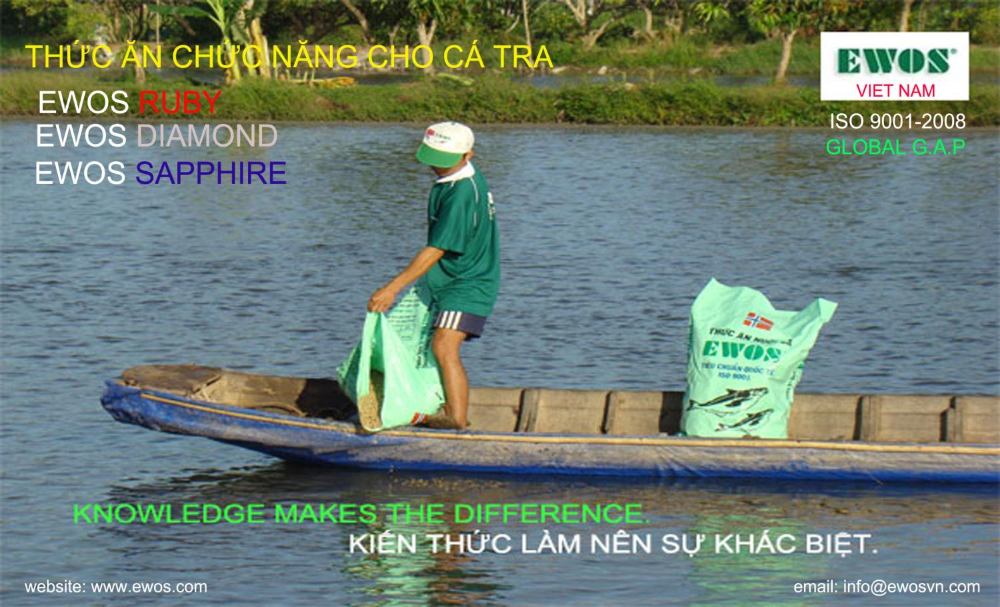 THỨC ĂN CHỨC NĂNG CHO CÁ TRA
EWOS RUBY
EWOS DIAMOND
EWOS SAPPHIRE
EWOS®
VIET NAM
ISO 9001-2008
GLOBAL G.A.P
THỨC ĂN
EWOS
TIÊU CHUẨN QUỐC TẾ
ISO 9001
KNOWLEDGE MAKES THE DIFFERENCE.
KIẾN THỨC LÀM NÊN SỰ KHÁC BIỆT.
website: www.ewos.com
email: info@ewosvn.com